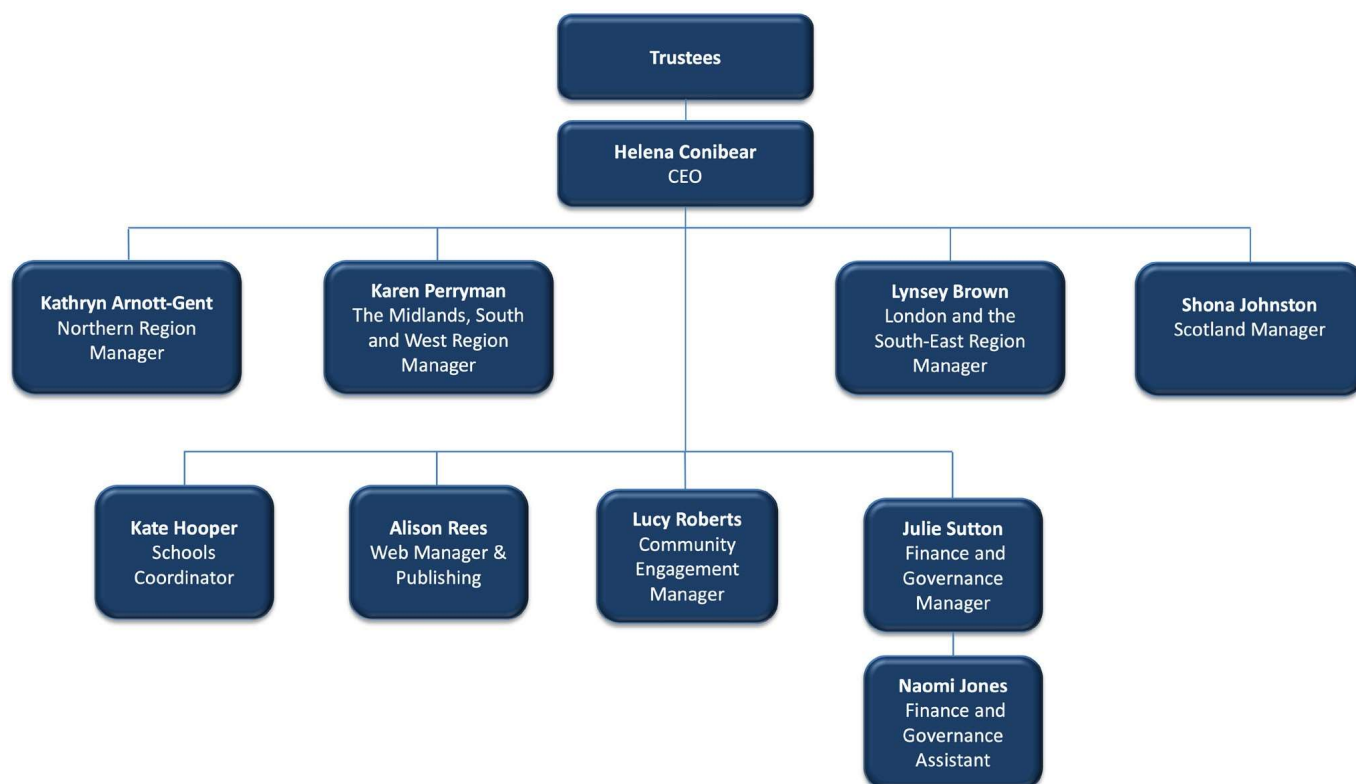 Trustees
Helena Conibear
CEO
Kathryn Arnott-Gent
Northern Region
Manager
Karen Perryman
The Midlands, South
and West Region
Manager
Lynsey Brown
London and the
South-East Region
Manager
Shona Johnston
Scotland Manager
Kate Hooper
Schools
Coordinator
Alison Rees
Web Manager &
Publishing
Lucy Roberts
Community
Engagement
Manager
Julie Sutton
Finance and
Governance
Manager
Naomi Jones
Finance and
Governance
Assistant